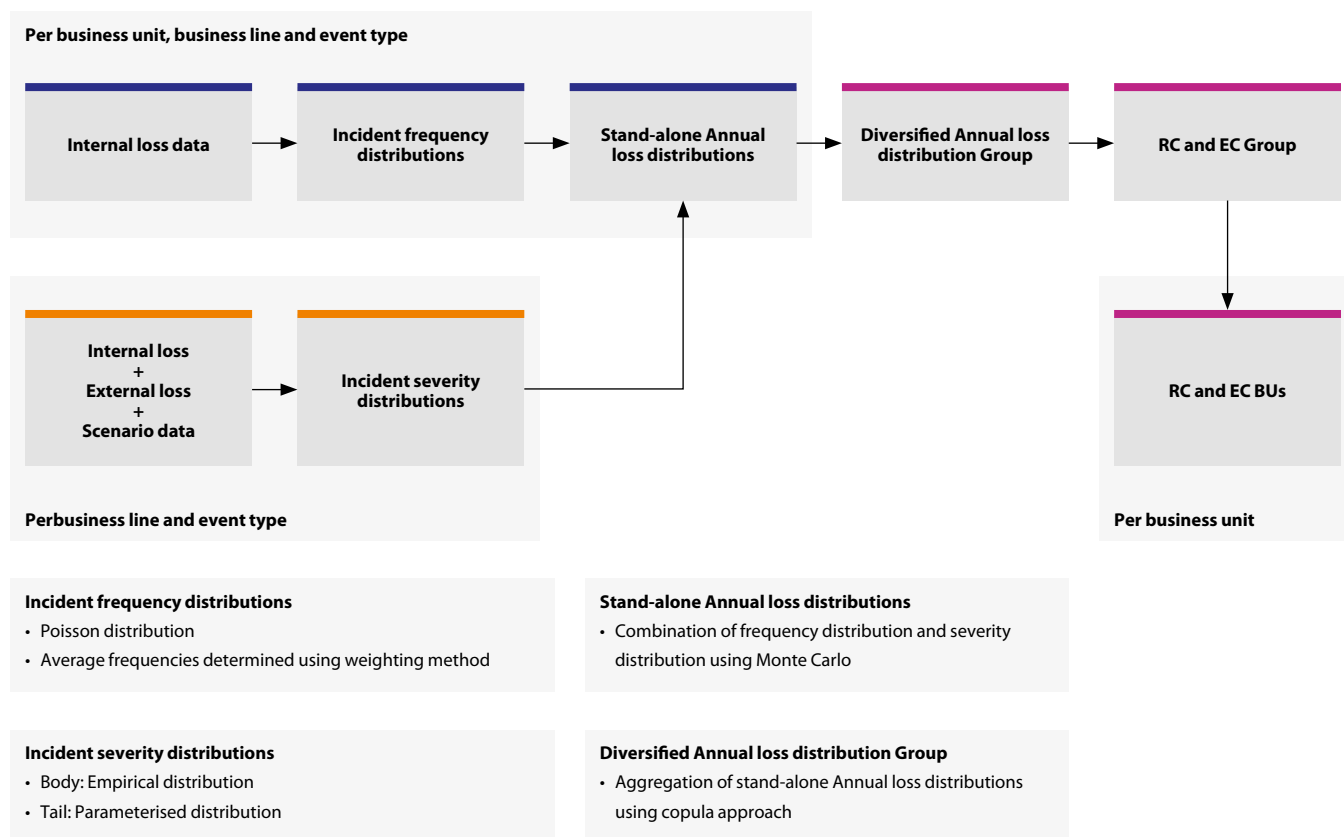 Per business unit, business line and event type
Internal loss data
Incident frequency
distributions
Stand-alone Annual
loss distributions
Diversified Annual loss
distribution Group
RC and EC Group
Internal loss
+
External loss
+
Scenario data
Incident severity
distributions
RC and EC BUs
Perbusiness line and event type
Per business unit
Incident frequency distributions
• Poisson distribution
• Average frequencies determined using weighting method
Stand-alone Annual loss distributions
• Combination of frequency distribution and severity
distribution using Monte Carlo
Incident severity distributions
• Body: Empirical distribution
• Tail: Parameterised distribution
Diversified Annual loss distribution Group
• Aggregation of stand-alone Annual loss distributions
using copula approach